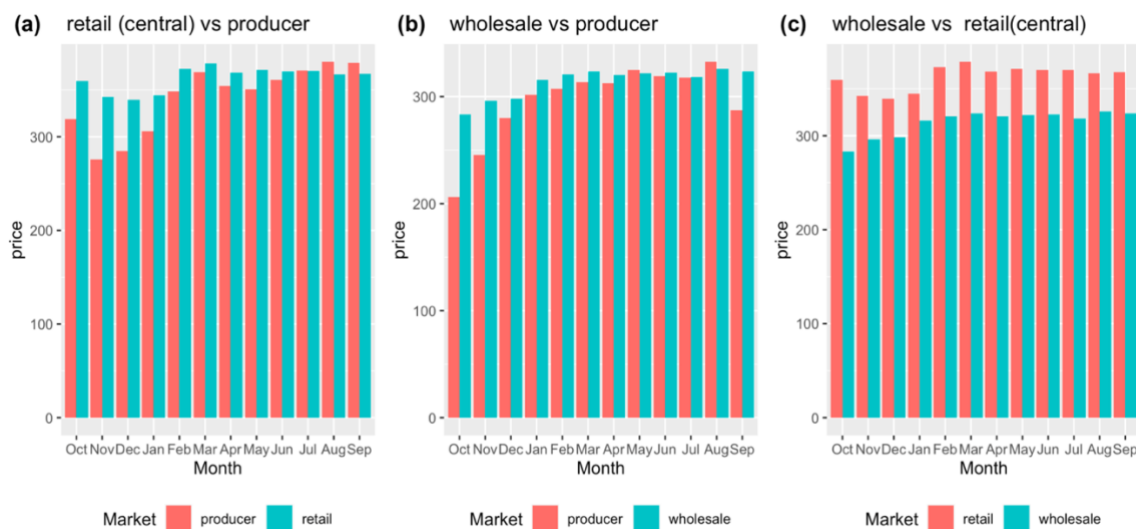 (a) retail (central) vs producer
price
300
200
100
0
Oct Nov Dec Jan Feb Mar Apr May Jun Jul Aug Sep
Month
Market producer retail
(b) wholesale vs producer
price
300
200
100
0
Oct Nov Dec Jan Feb Mar Apr May Jun Jul Aug Sep
Month
Market producer wholesale
(c) wholesale vs retail(central)
price
300
200
100
0
Oct Nov Dec Jan Feb Mar Apr May Jun Jul Aug Sep
Month
Market retail wholesale